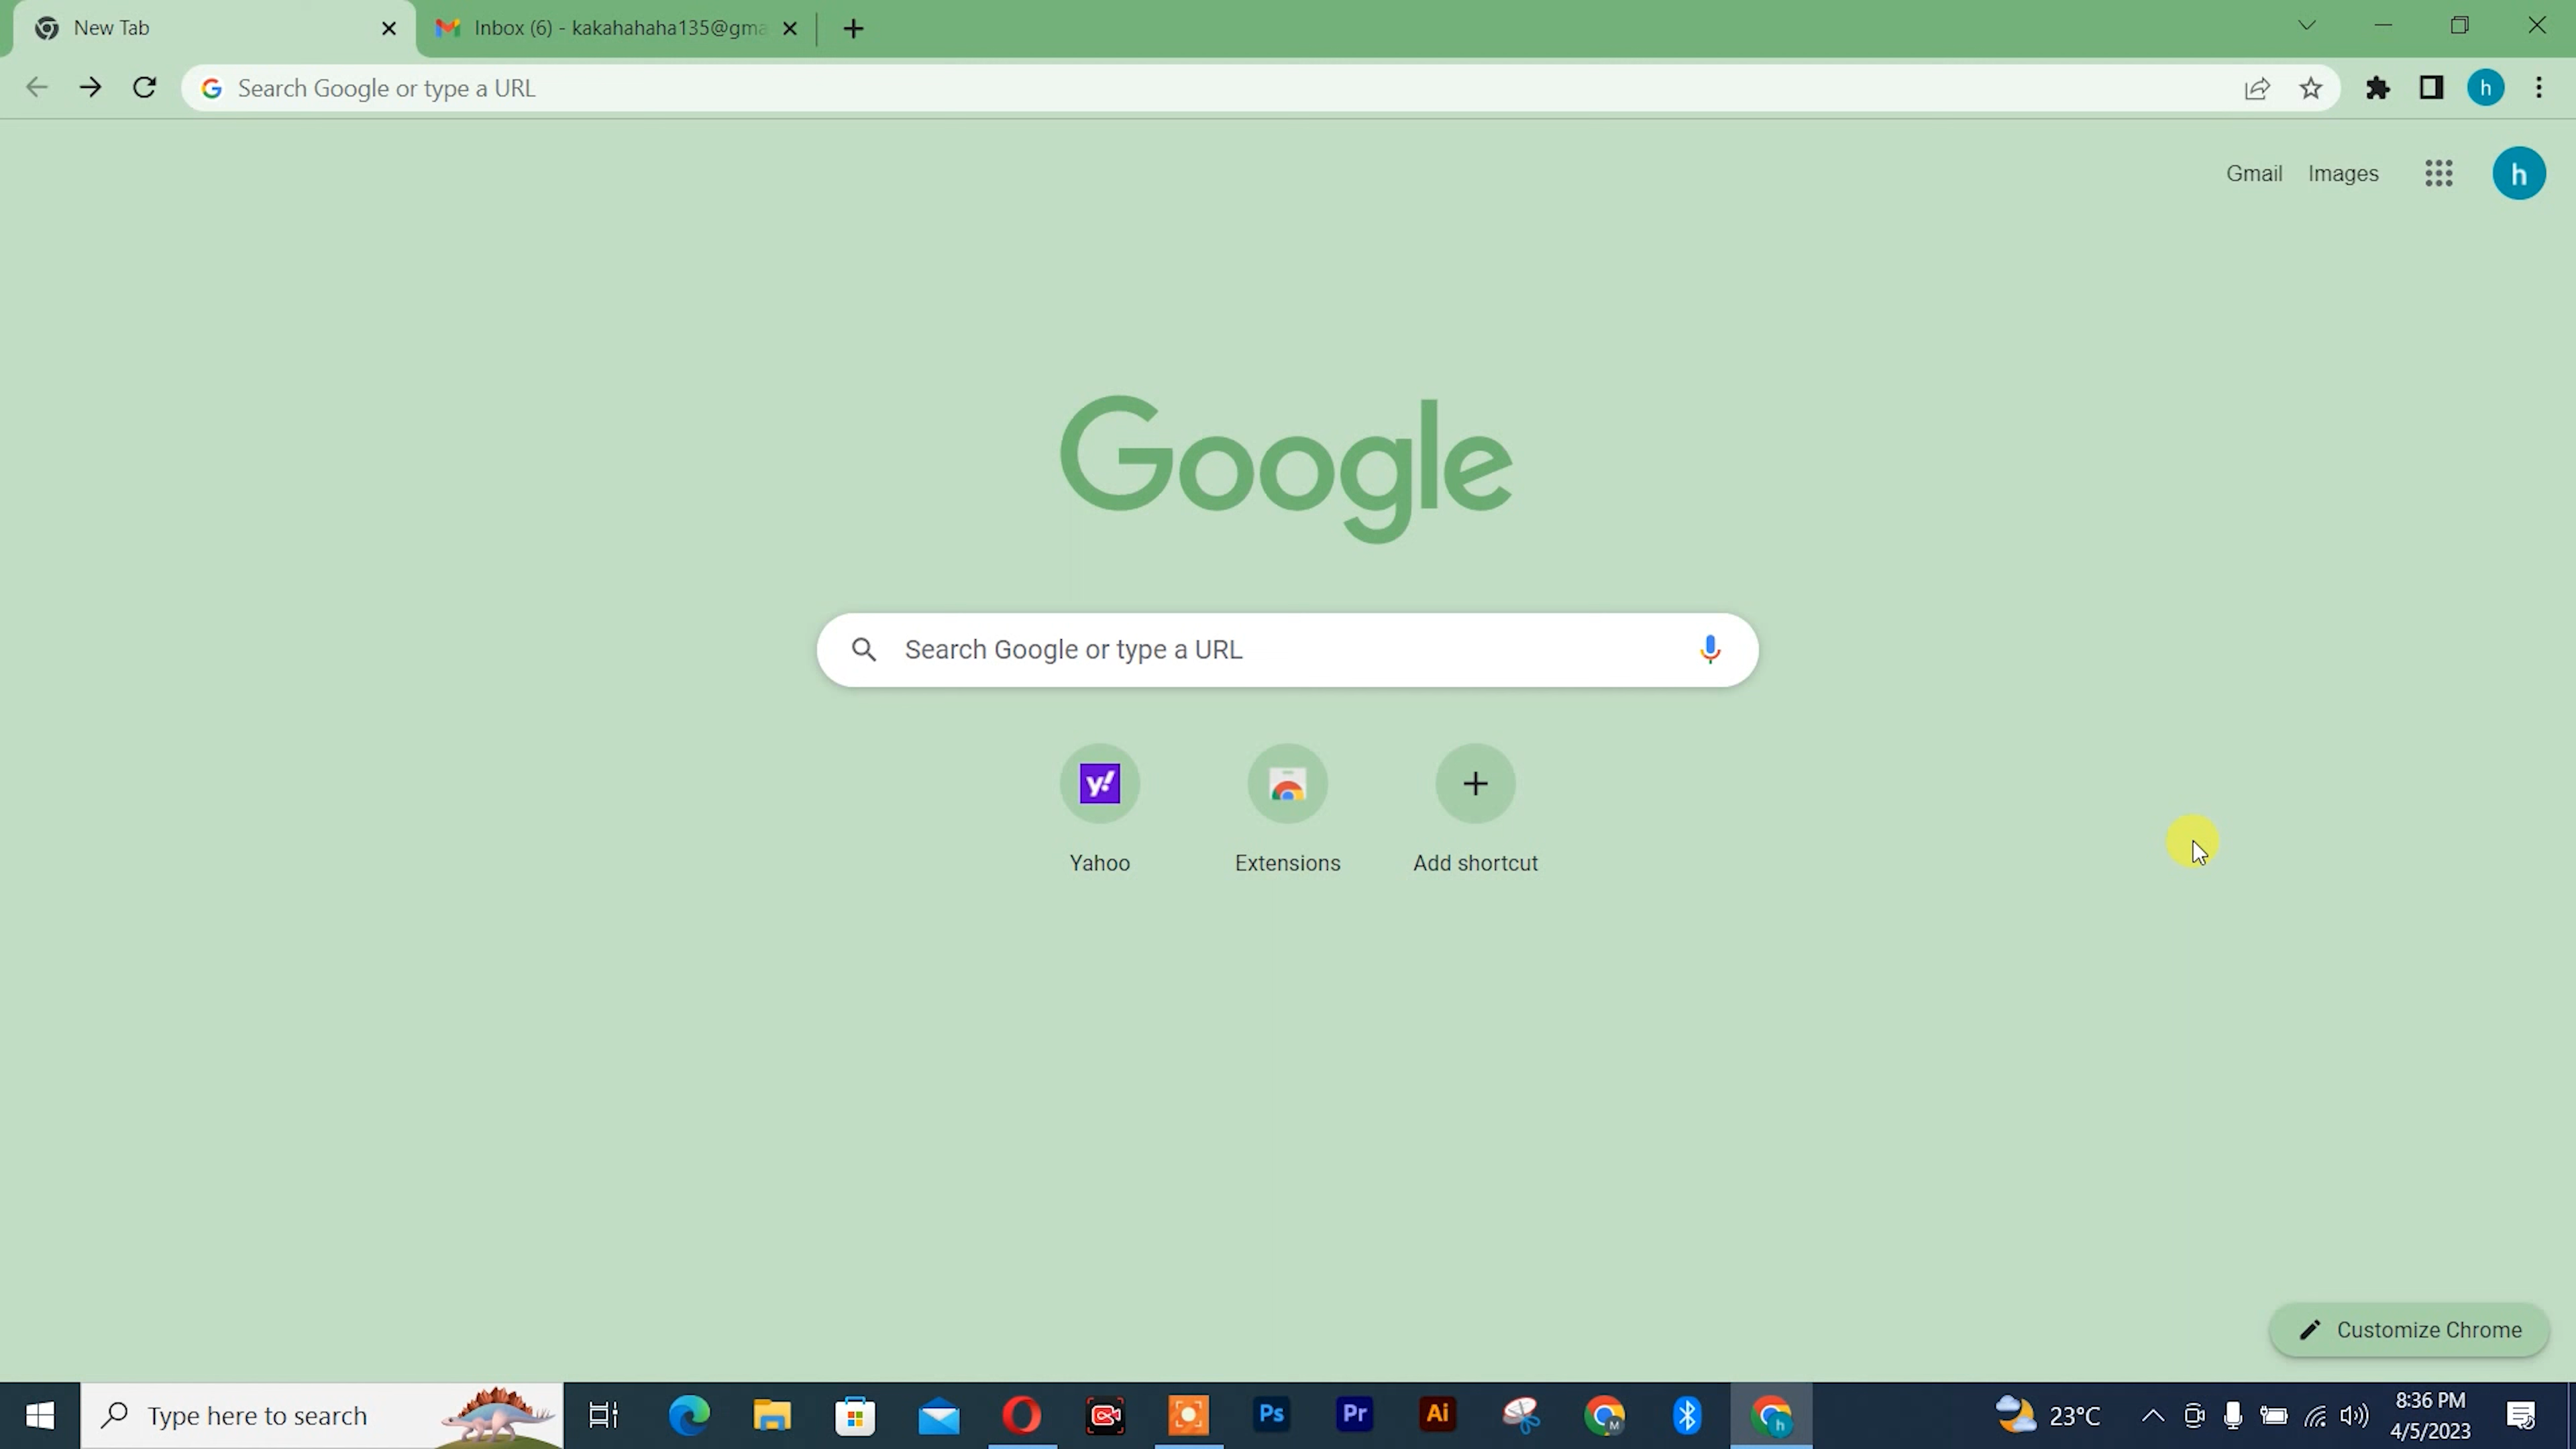 New Tab
Inbox (6) - kakahahaha135@gma
Search Google or type a URL
h
Gmail
Images
h
Google
Search Google or type a URL
y!
Yahoo
Extensions
Add shortcut
Customize Chrome
Type here to search
Ps
Pr
Ai
M
h
23°C
8:36 PM
4/5/2023